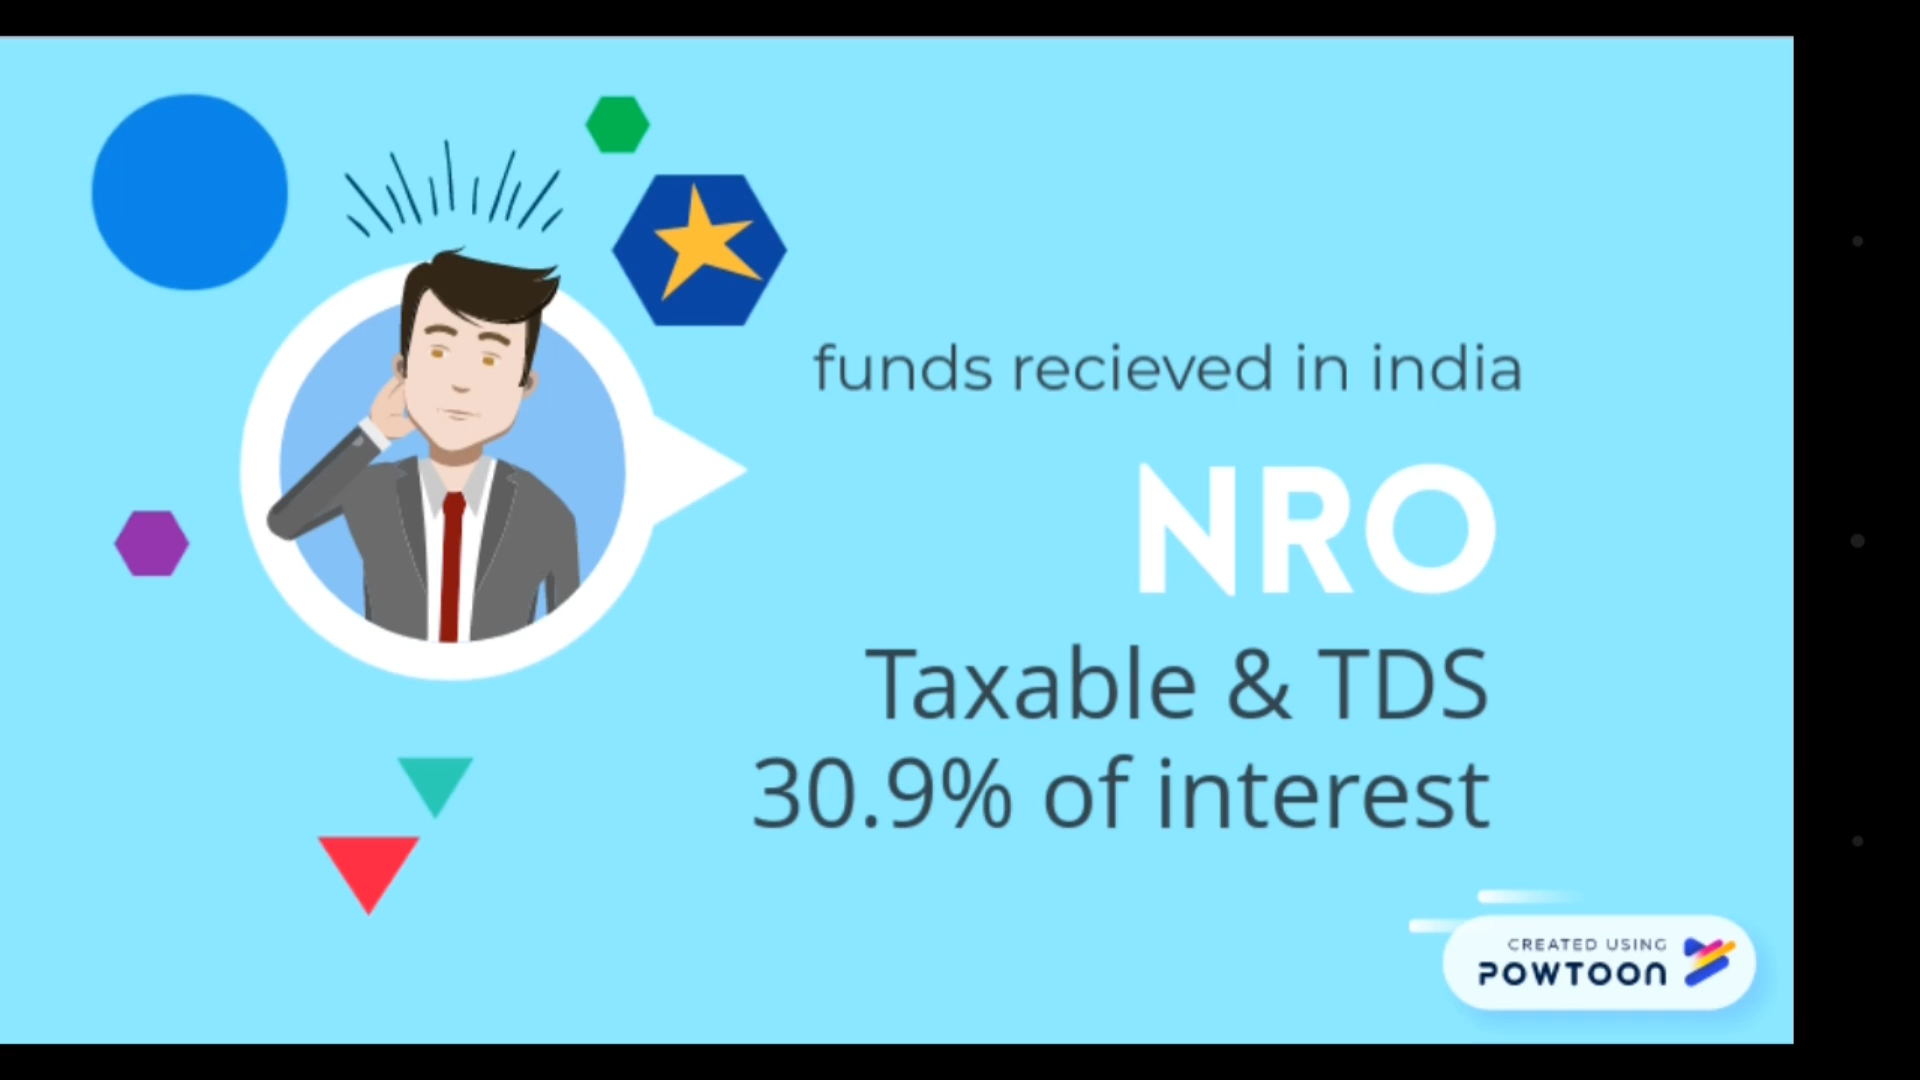 funds recieved in india
NRO
Taxable & TDS
30.9% of interest
CREATED USING
POWTOON